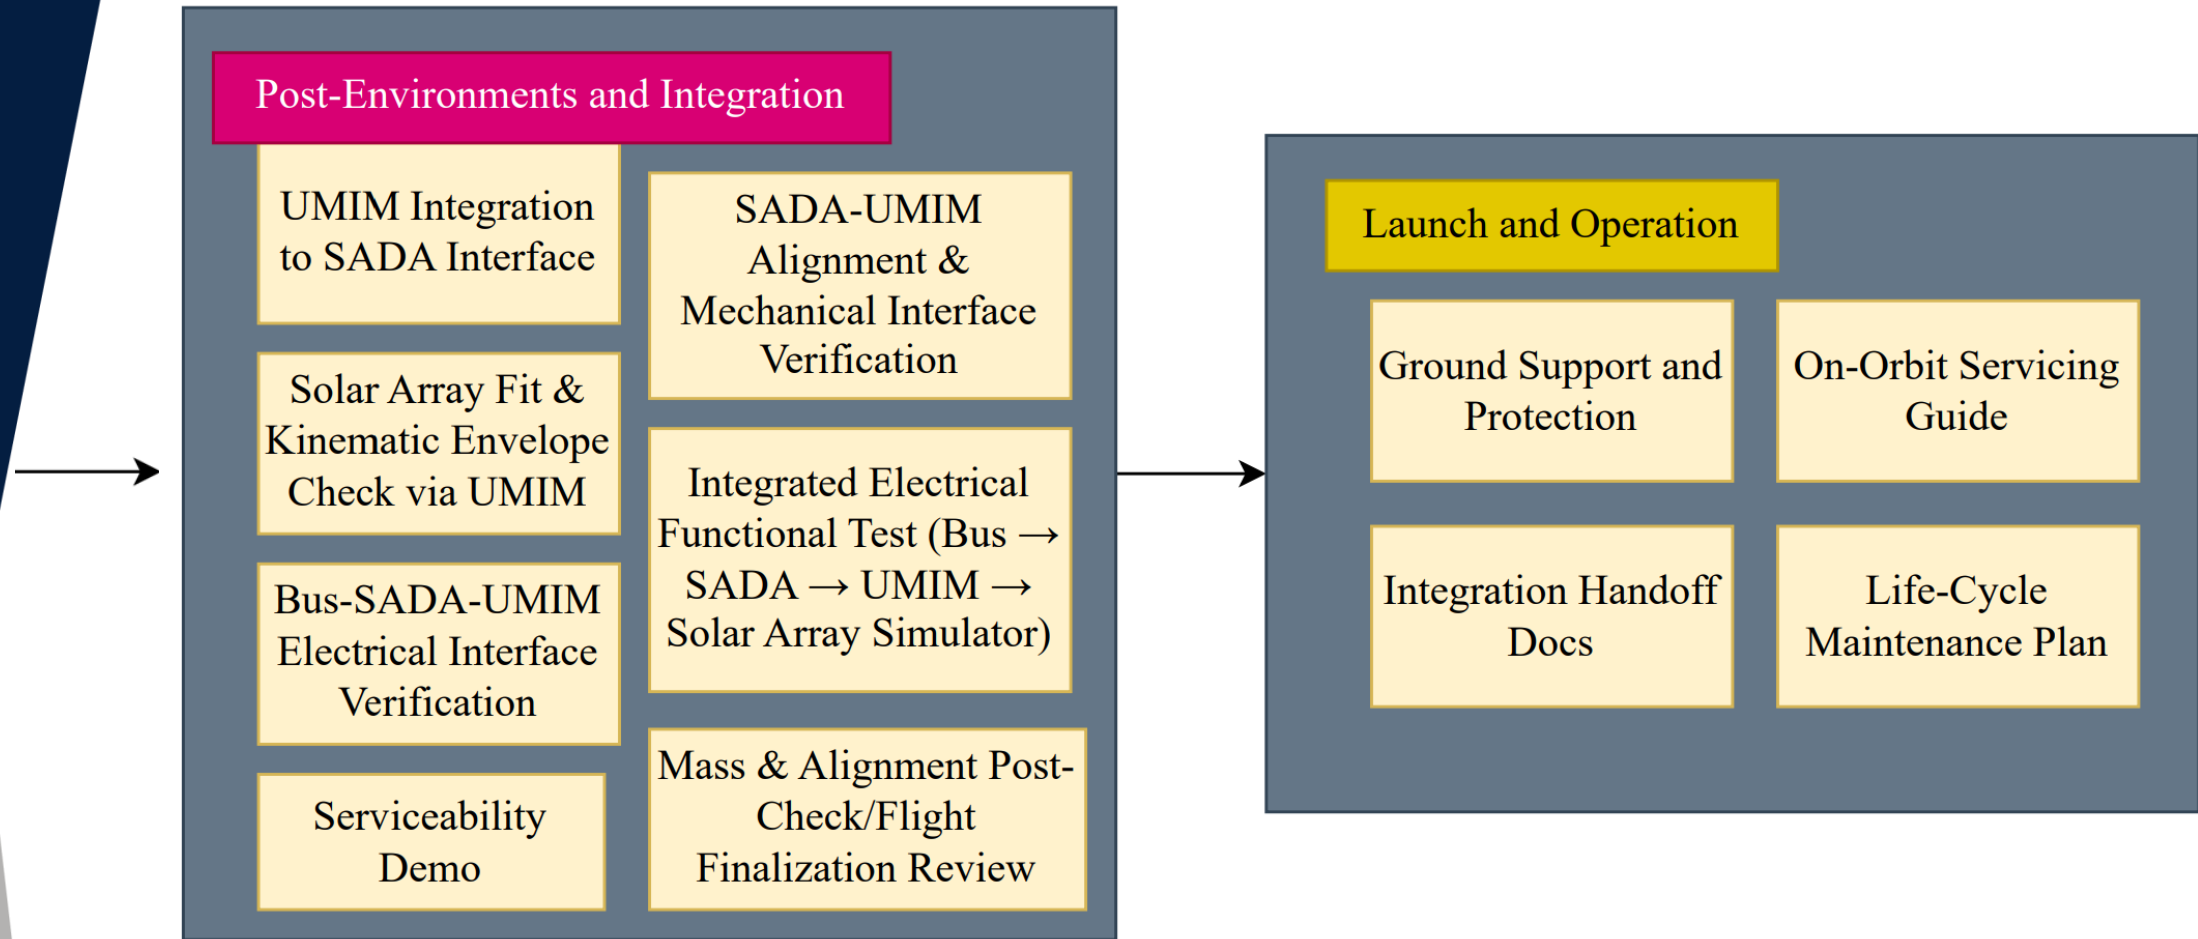 Post-Environments and Integration
UMIM Integration
to SADA Interface
SADA-UMIM
Alignment &
Mechanical Interface
Verification
Solar Array Fit &
Kinematic Envelope
Check via UMIM
Integrated Electrical
Functional Test (Bus →
SADA → UMIM →
Solar Array Simulator)
Bus-SADA-UMIM
Electrical Interface
Verification
Serviceability
Demo
Mass & Alignment Post-
Check/Flight
Finalization Review
Launch and Operation
Ground Support and
Protection
On-Orbit Servicing
Guide
Integration Handoff
Docs
Life-Cycle
Maintenance Plan